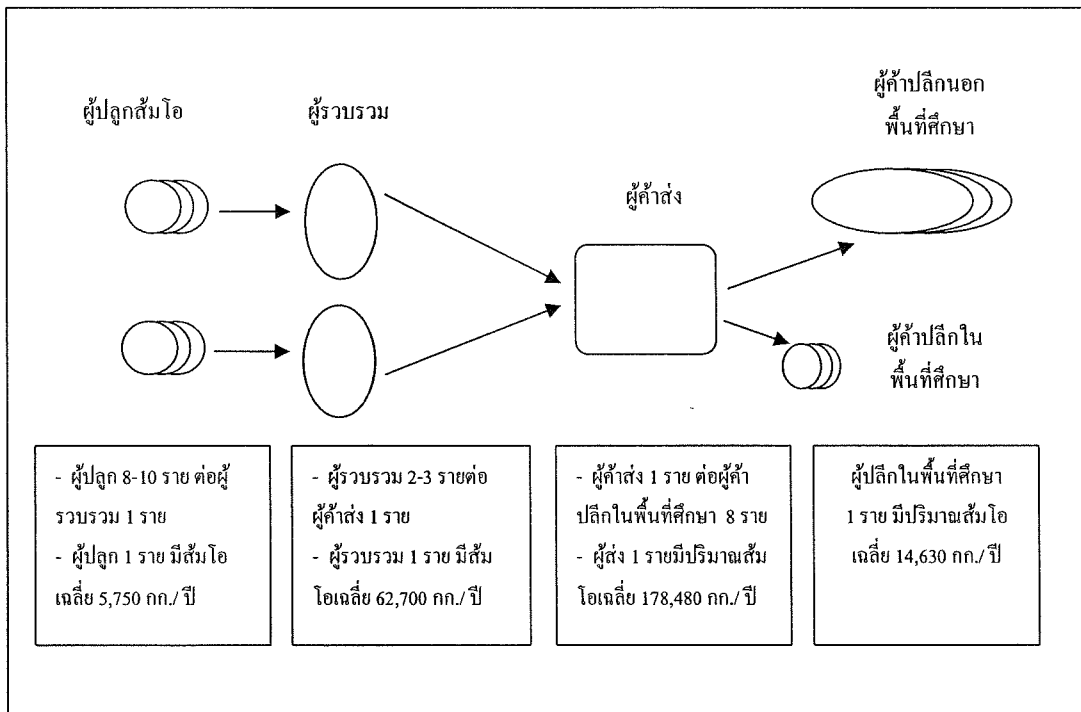 ผู้ปลูกส้มโอ
ผู้รวบรวม
ผู้ค้าส่ง
ผู้ค้าปลีกนอก
พื้นที่ศึกษา
ผู้ค้าปลีกใน
พื้นที่ศึกษา
- ผู้ปลูก 8-10 ราย ต่อผู้
รวบรวม 1 ราย
- ผู้ปลูก 1 ราย มีส้มโอ
เฉลี่ย 5,750 กก./ ปี
- ผู้รวบรวม 2-3 รายต่อ
ผู้ค้าส่ง 1 ราย
- ผู้รวบรวม 1 ราย มีส้ม
โอเฉลี่ย 62,700 กก./ ปี
- ผู้ค้าส่ง 1 ราย ต่อผู้ค้า
ปลีกในพื้นที่ศึกษา 8 ราย
- ผู้ส่ง 1 รายมีปริมาณส้ม
โอเฉลี่ย 178,480 กก./ ปี
ผู้ปลีกในพื้นที่ศึกษา
1 ราย มีปริมาณส้มโอ
เฉลี่ย 14,630 กก./ ปี